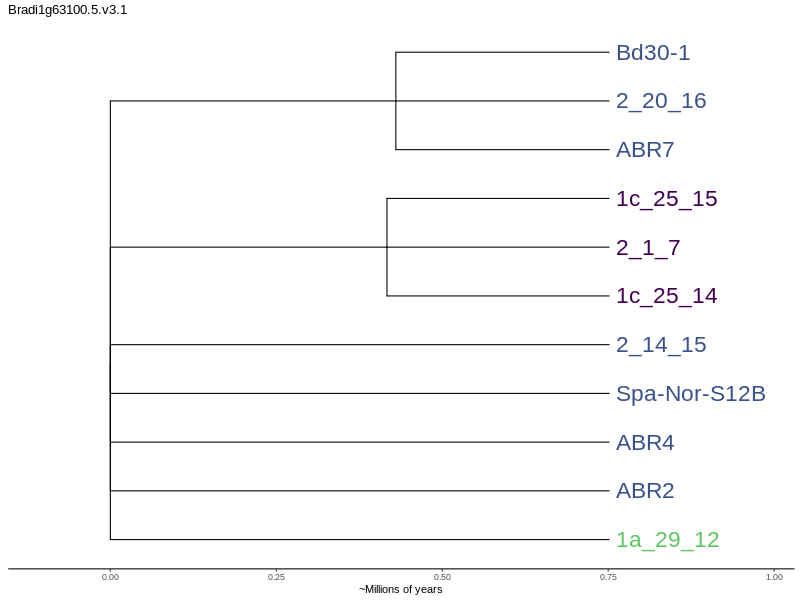 Bradi1g63100.5.v3.1
Bd30-1
2_20_16
ABR7
1c_25_15
2_1_7
1c_25_14
2_14_15
Spa-Nor-S12B
ABR4
ABR2
1a_29_12
0.00 0.25 0.50 0.75 1.00
~Millions of years